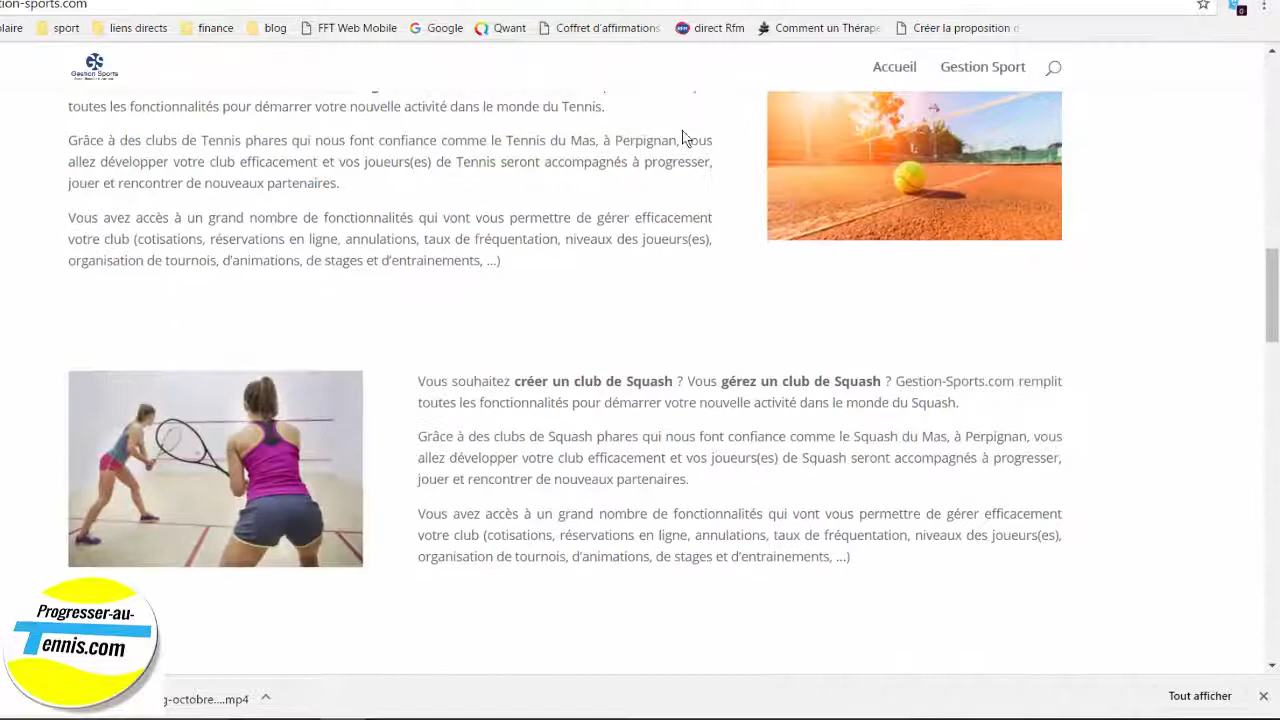 tion-sports.com
laire sport liens directs finance blog FFT Web Mobile Google Qwant Coffret d'affirmations direct Rfm Comment un Thérape Créer la proposition d
Gestion Sports
Accueil Gestion Sport
toutes les fonctionnalités pour démarrer votre nouvelle activité dans le monde du Tennis.
Grâce à des clubs de Tennis phares qui nous font confiance comme le Tennis du Mas, à Perpignan, vous
allez développer votre club efficacement et vos joueurs(es) de Tennis seront accompagnés à progresser,
jouer et rencontrer de nouveaux partenaires.
Vous avez accès à un grand nombre de fonctionnalités qui vont vous permettre de gérer efficacement
votre club (cotisations, réservations en ligne, annulations, taux de fréquentation, niveaux des joueurs(es),
organisation de tournois, d'animations, de stages et d'entrainements, ...)
Vous souhaitez créer un club de Squash ? Vous gérez un club de Squash ? Gestion-Sports.com remplit
toutes les fonctionnalités pour démarrer votre nouvelle activité dans le monde du Squash.
Grâce à des clubs de Squash phares qui nous font confiance comme le Squash du Mas, à Perpignan, vous
allez développer votre club efficacement et vos joueurs(es) de Squash seront accompagnés à progresser,
jouer et rencontrer de nouveaux partenaires.
Vous avez accès à un grand nombre de fonctionnalités qui vont vous permettre de gérer efficacement
votre club (cotisations, réservations en ligne, annulations, taux de fréquentation, niveaux des joueurs(es),
organisation de tournois, d'animations, de stages et d'entrainements, ...)
Progresser-au-
Tennis.com
g-octobre....mp4
Tout afficher